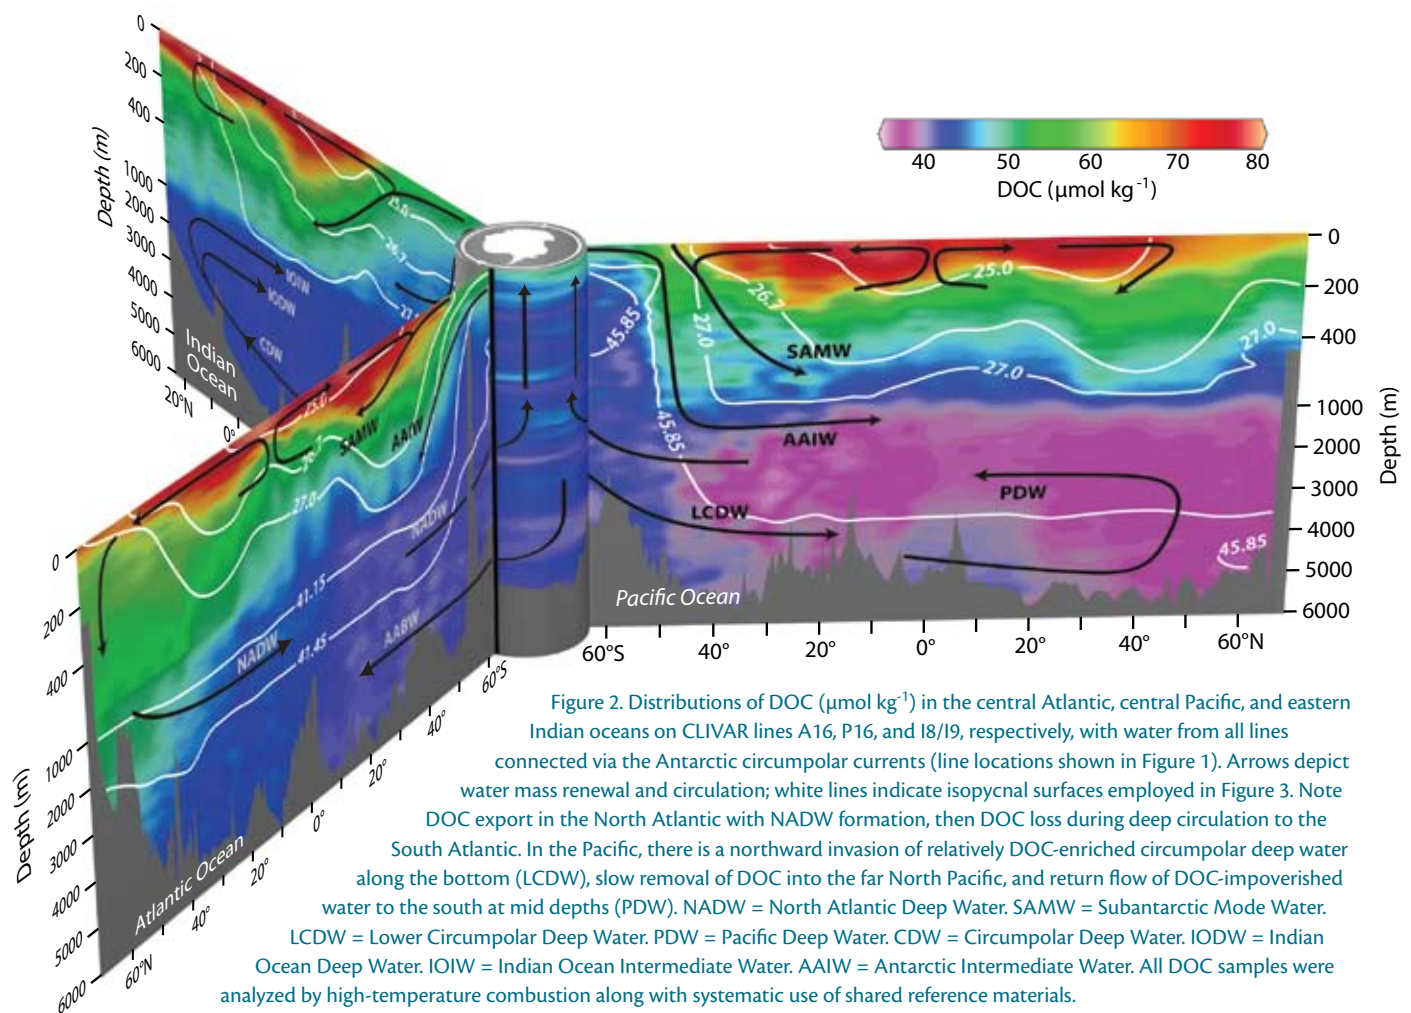 0
200
400
1000
2000
3000
4000
5000
6000
Depth (m)
20°N
0°
Indian
Ocean
25.0
26.7
27.
IOIW
IODW
CDW
40 50 60 70 80
DOC (µmol kg-1)
0
200
400
1000
2000
3000
4000
5000
6000
Depth (m)
25.0
26.7
27.0
27.0
27.0
45.85
45.85
45.85
SAMW
AAIW
PDW
LCDW
Pacific Ocean
60°S 40° 20° 0° 20° 40° 60°N
25.0
SAMW
AAIW
27.0
NADW
41.15
NADW
41.45
AABW
0
200
400
1000
2000
3000
4000
5000
6000
Depth (m)
Atlantic Ocean
60°N 40° 20° 0° 20° 40° 60°S
Figure 2. Distributions of DOC (µmol kg-1) in the central Atlantic, central Pacific, and eastern
Indian oceans on CLIVAR lines A16, P16, and I8/I9, respectively, with water from all lines
connected via the Antarctic circumpolar currents (line locations shown in Figure 1). Arrows depict
water mass renewal and circulation; white lines indicate isopycnal surfaces employed in Figure 3. Note
DOC export in the North Atlantic with NADW formation, then DOC loss during deep circulation to the
South Atlantic. In the Pacific, there is a northward invasion of relatively DOC-enriched circumpolar deep water
along the bottom (LCDW), slow removal of DOC into the far North Pacific, and return flow of DOC-impoverished
water to the south at mid depths (PDW). NADW = North Atlantic Deep Water. SAMW = Subantarctic Mode Water.
LCDW = Lower Circumpolar Deep Water. PDW = Pacific Deep Water. CDW = Circumpolar Deep Water. IODW = Indian
Ocean Deep Water. IOIW = Indian Ocean Intermediate Water. AAIW = Antarctic Intermediate Water. All DOC samples were
analyzed by high-temperature combustion along with systematic use of shared reference materials.